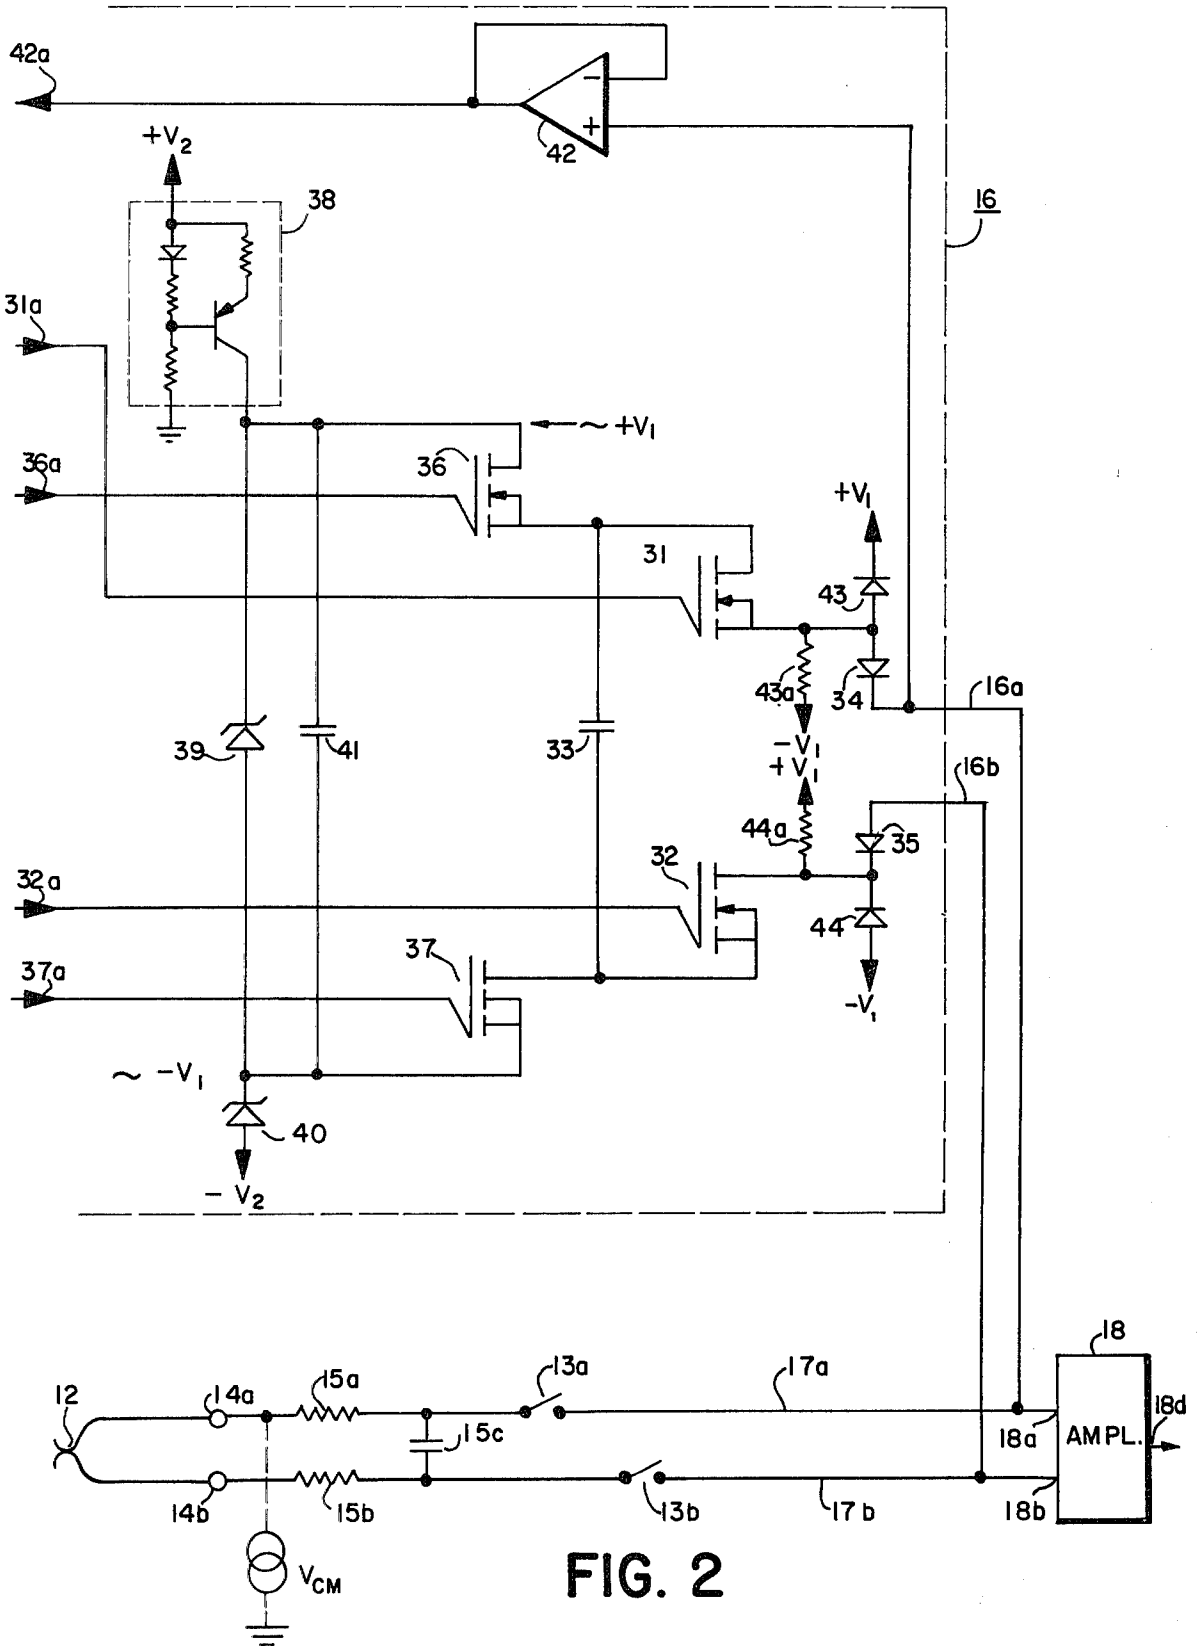 42a
−
+
42
+V2
38
16
31a
~ +V1
36a
36
+V1
31
43
43a
34
16a
−V1
+V1
39
41
33
16b
44a
35
32
32a
44
37
37a
−V1
~ −V1
40
− V2
18
13a
15a
17a
12
14a
18d
15c
18a
AMPL.
14b
15b
13b
17b
18b
VCM
FIG. 2